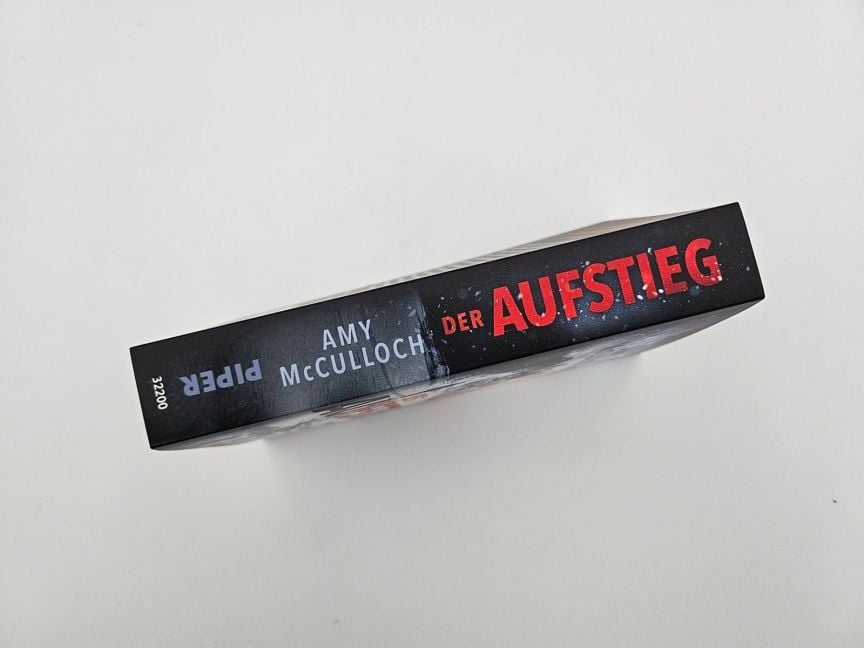 AMY
McCULLOCH
DER AUFSTIEG
PIPER
32200